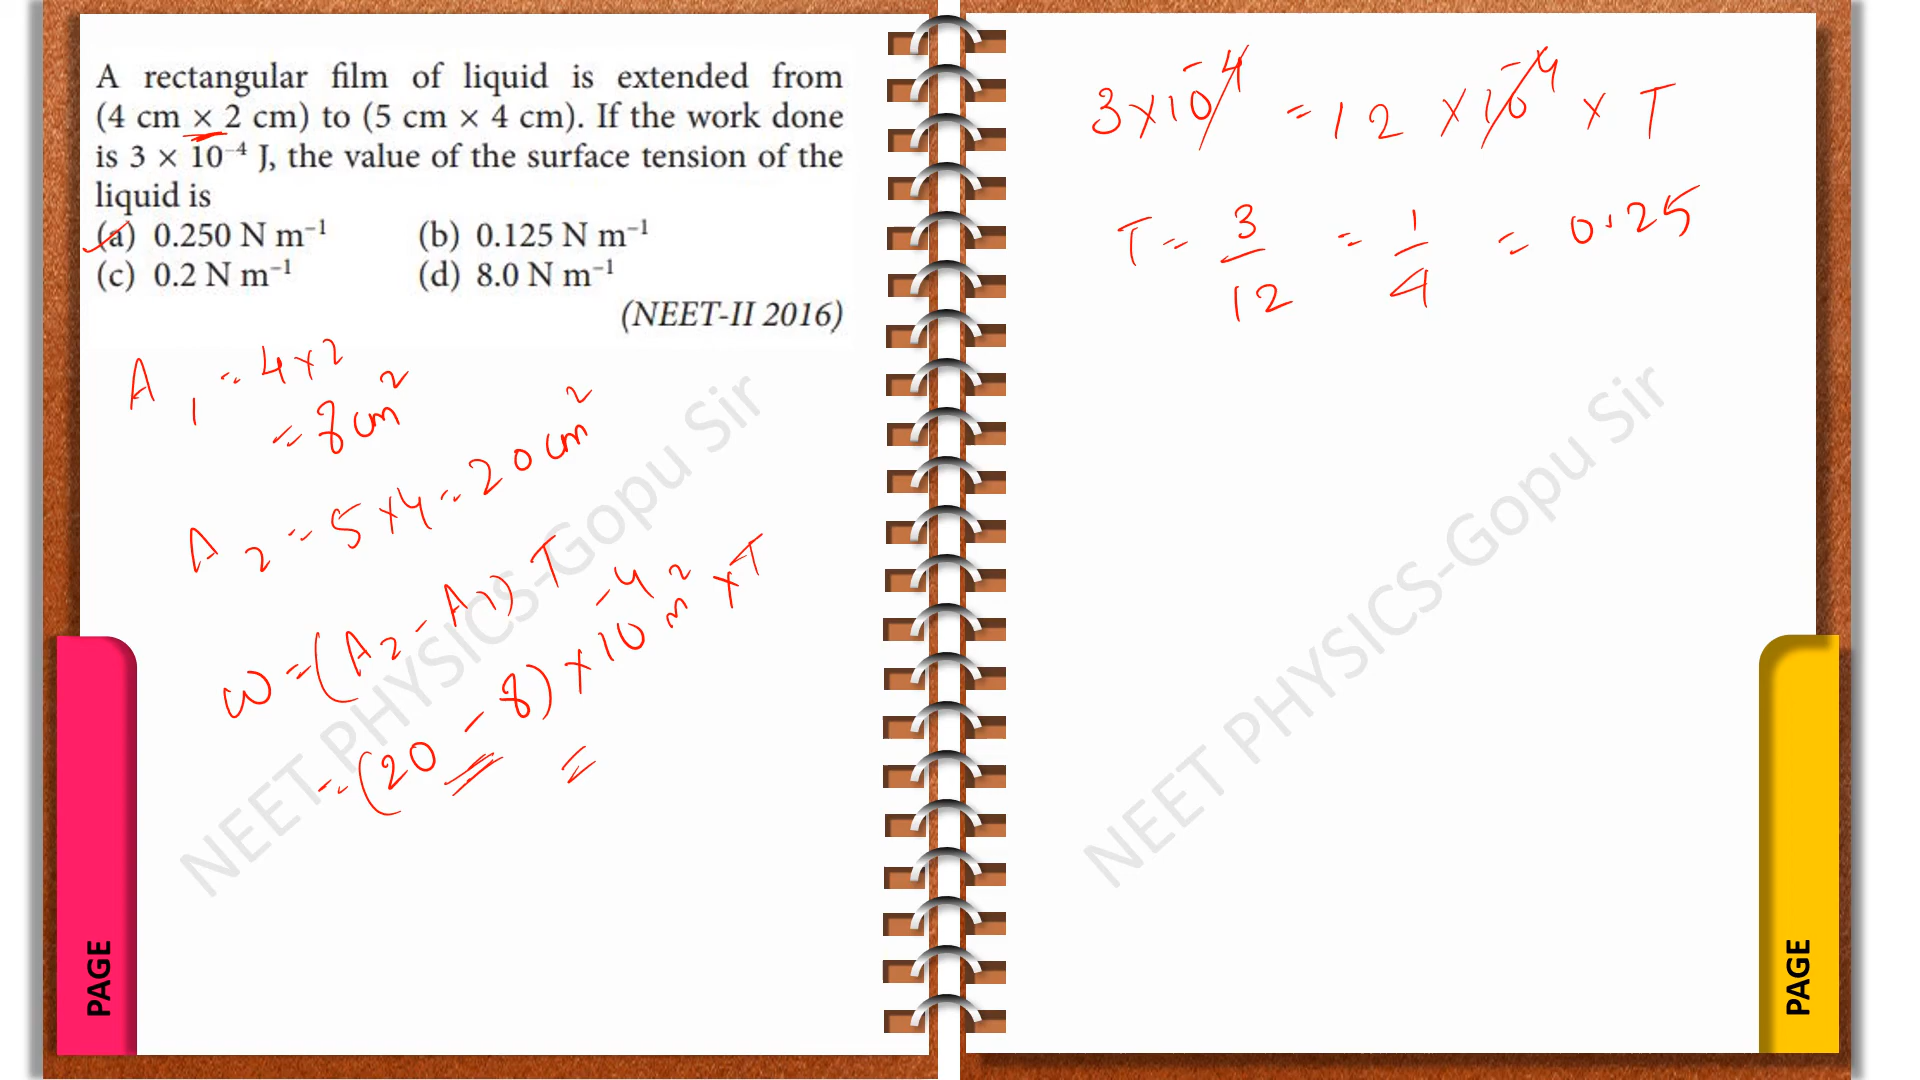 A rectangular film of liquid is extended from
(4 cm × 2 cm) to (5 cm × 4 cm). If the work done
is 3 × 10⁻⁴ J, the value of the surface tension of the
liquid is
(a) 0.250 N m⁻¹ (b) 0.125 N m⁻¹
(c) 0.2 N m⁻¹ (d) 8.0 N m⁻¹
(NEET-II 2016)
A₁ = 4×2
= 8cm²
A₂ = 5×4 = 20cm²
W = (A₂ - A₁) T
= (20 - 8) × 10⁻⁴ m² × T
=
NEET PHYSICS-Gopu Sir
PAGE
3×10⁻⁴ = 12 × 10⁻⁴ × T
T = 3/12 = 1/4 = 0.25
NEET PHYSICS-Gopu Sir
PAGE